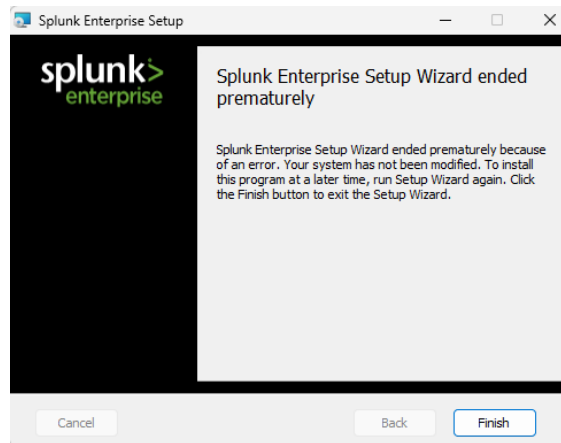 Splunk Enterprise Setup
splunk>
enterprise
Splunk Enterprise Setup Wizard ended
prematurely
Splunk Enterprise Setup Wizard ended prematurely because
of an error. Your system has not been modified. To install
this program at a later time, run Setup Wizard again. Click
the Finish button to exit the Setup Wizard.
Cancel
Back
Finish